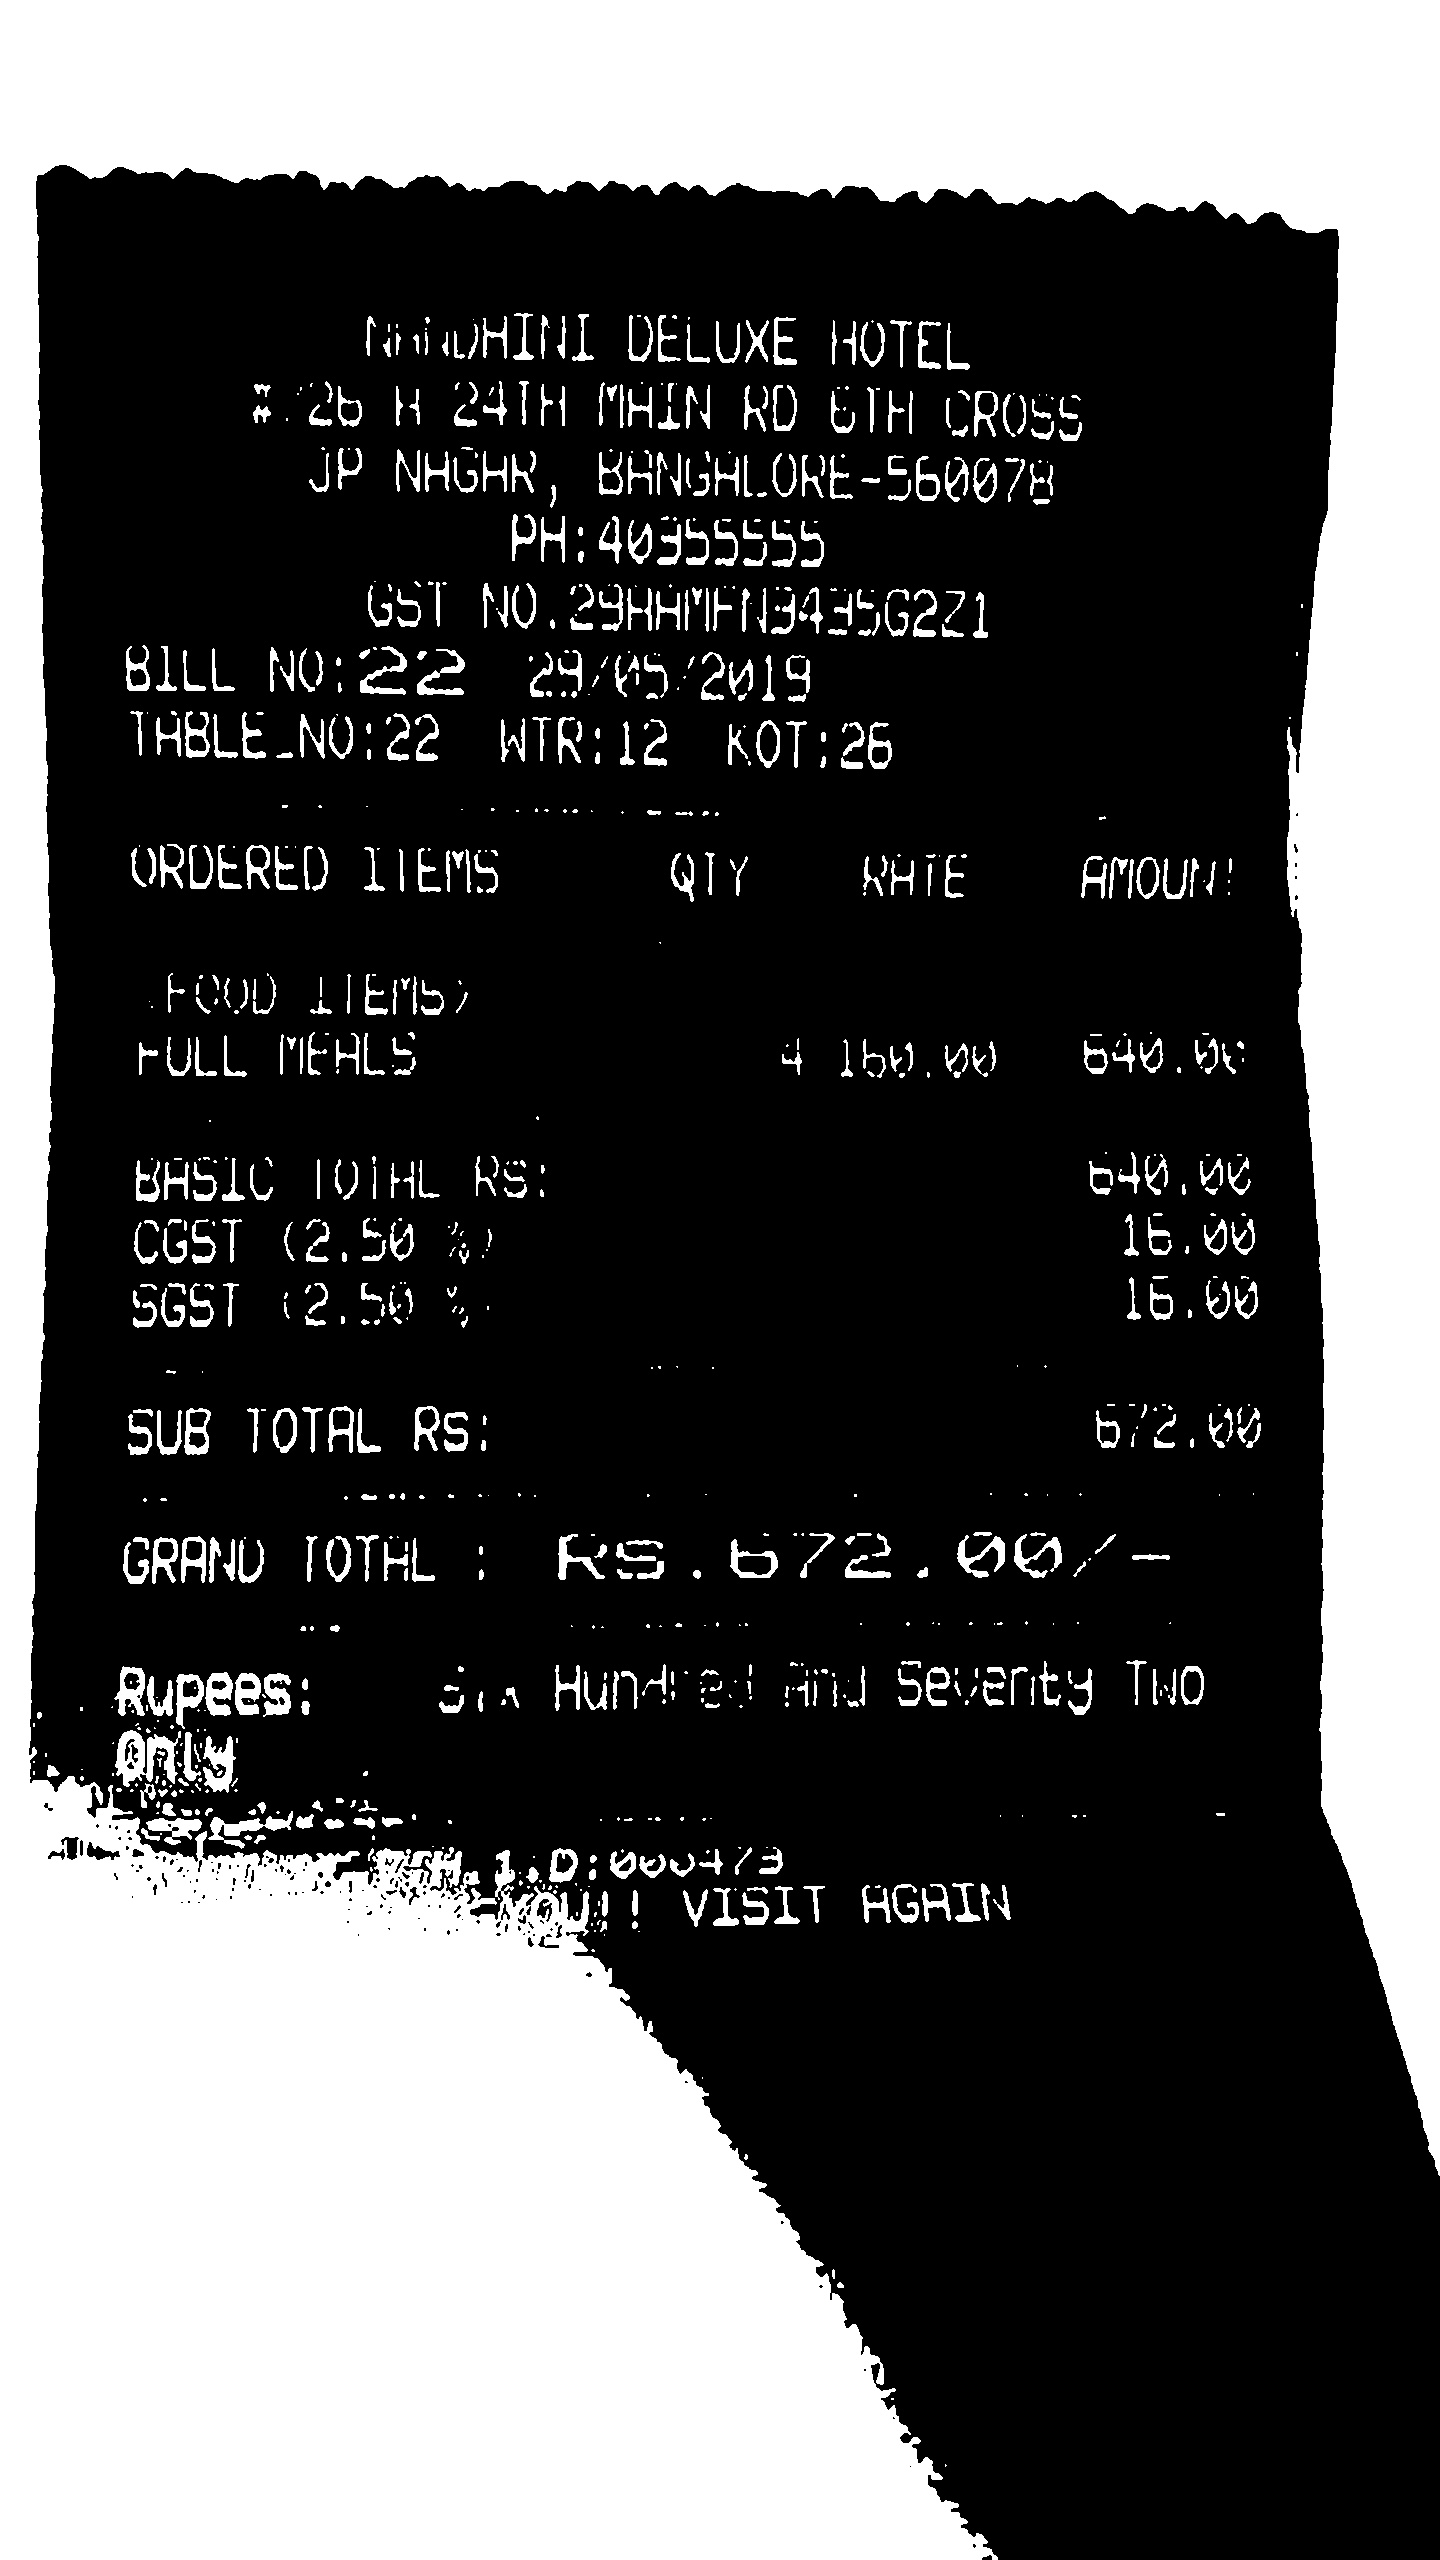 NANDHINI DELUXE HOTEL
#:26 A 24TH MAIN RD 6TH CROSS
JP NAGAR, BANGALORE-560078
PH:40355555
GST NO.29AAMFN3435G2Z1
BILL NO:22 29/05/2019
TABLE_NO:22 WTR:12 KOT:26
ORDERED ITEMS QTY RATE AMOUNT
(FOOD ITEMS)
FULL MEALS 4 160.00 640.00
BASIC TOTAL RS: 640.00
CGST (2.50 %) 16.00
SGST (2.50 %) 16.00
SUB TOTAL RS: 672.00
GRAND TOTAL : RS.672.00/-
Rupees: Six Hundred And Seventy Two
Only
YOU!! VISIT AGAIN